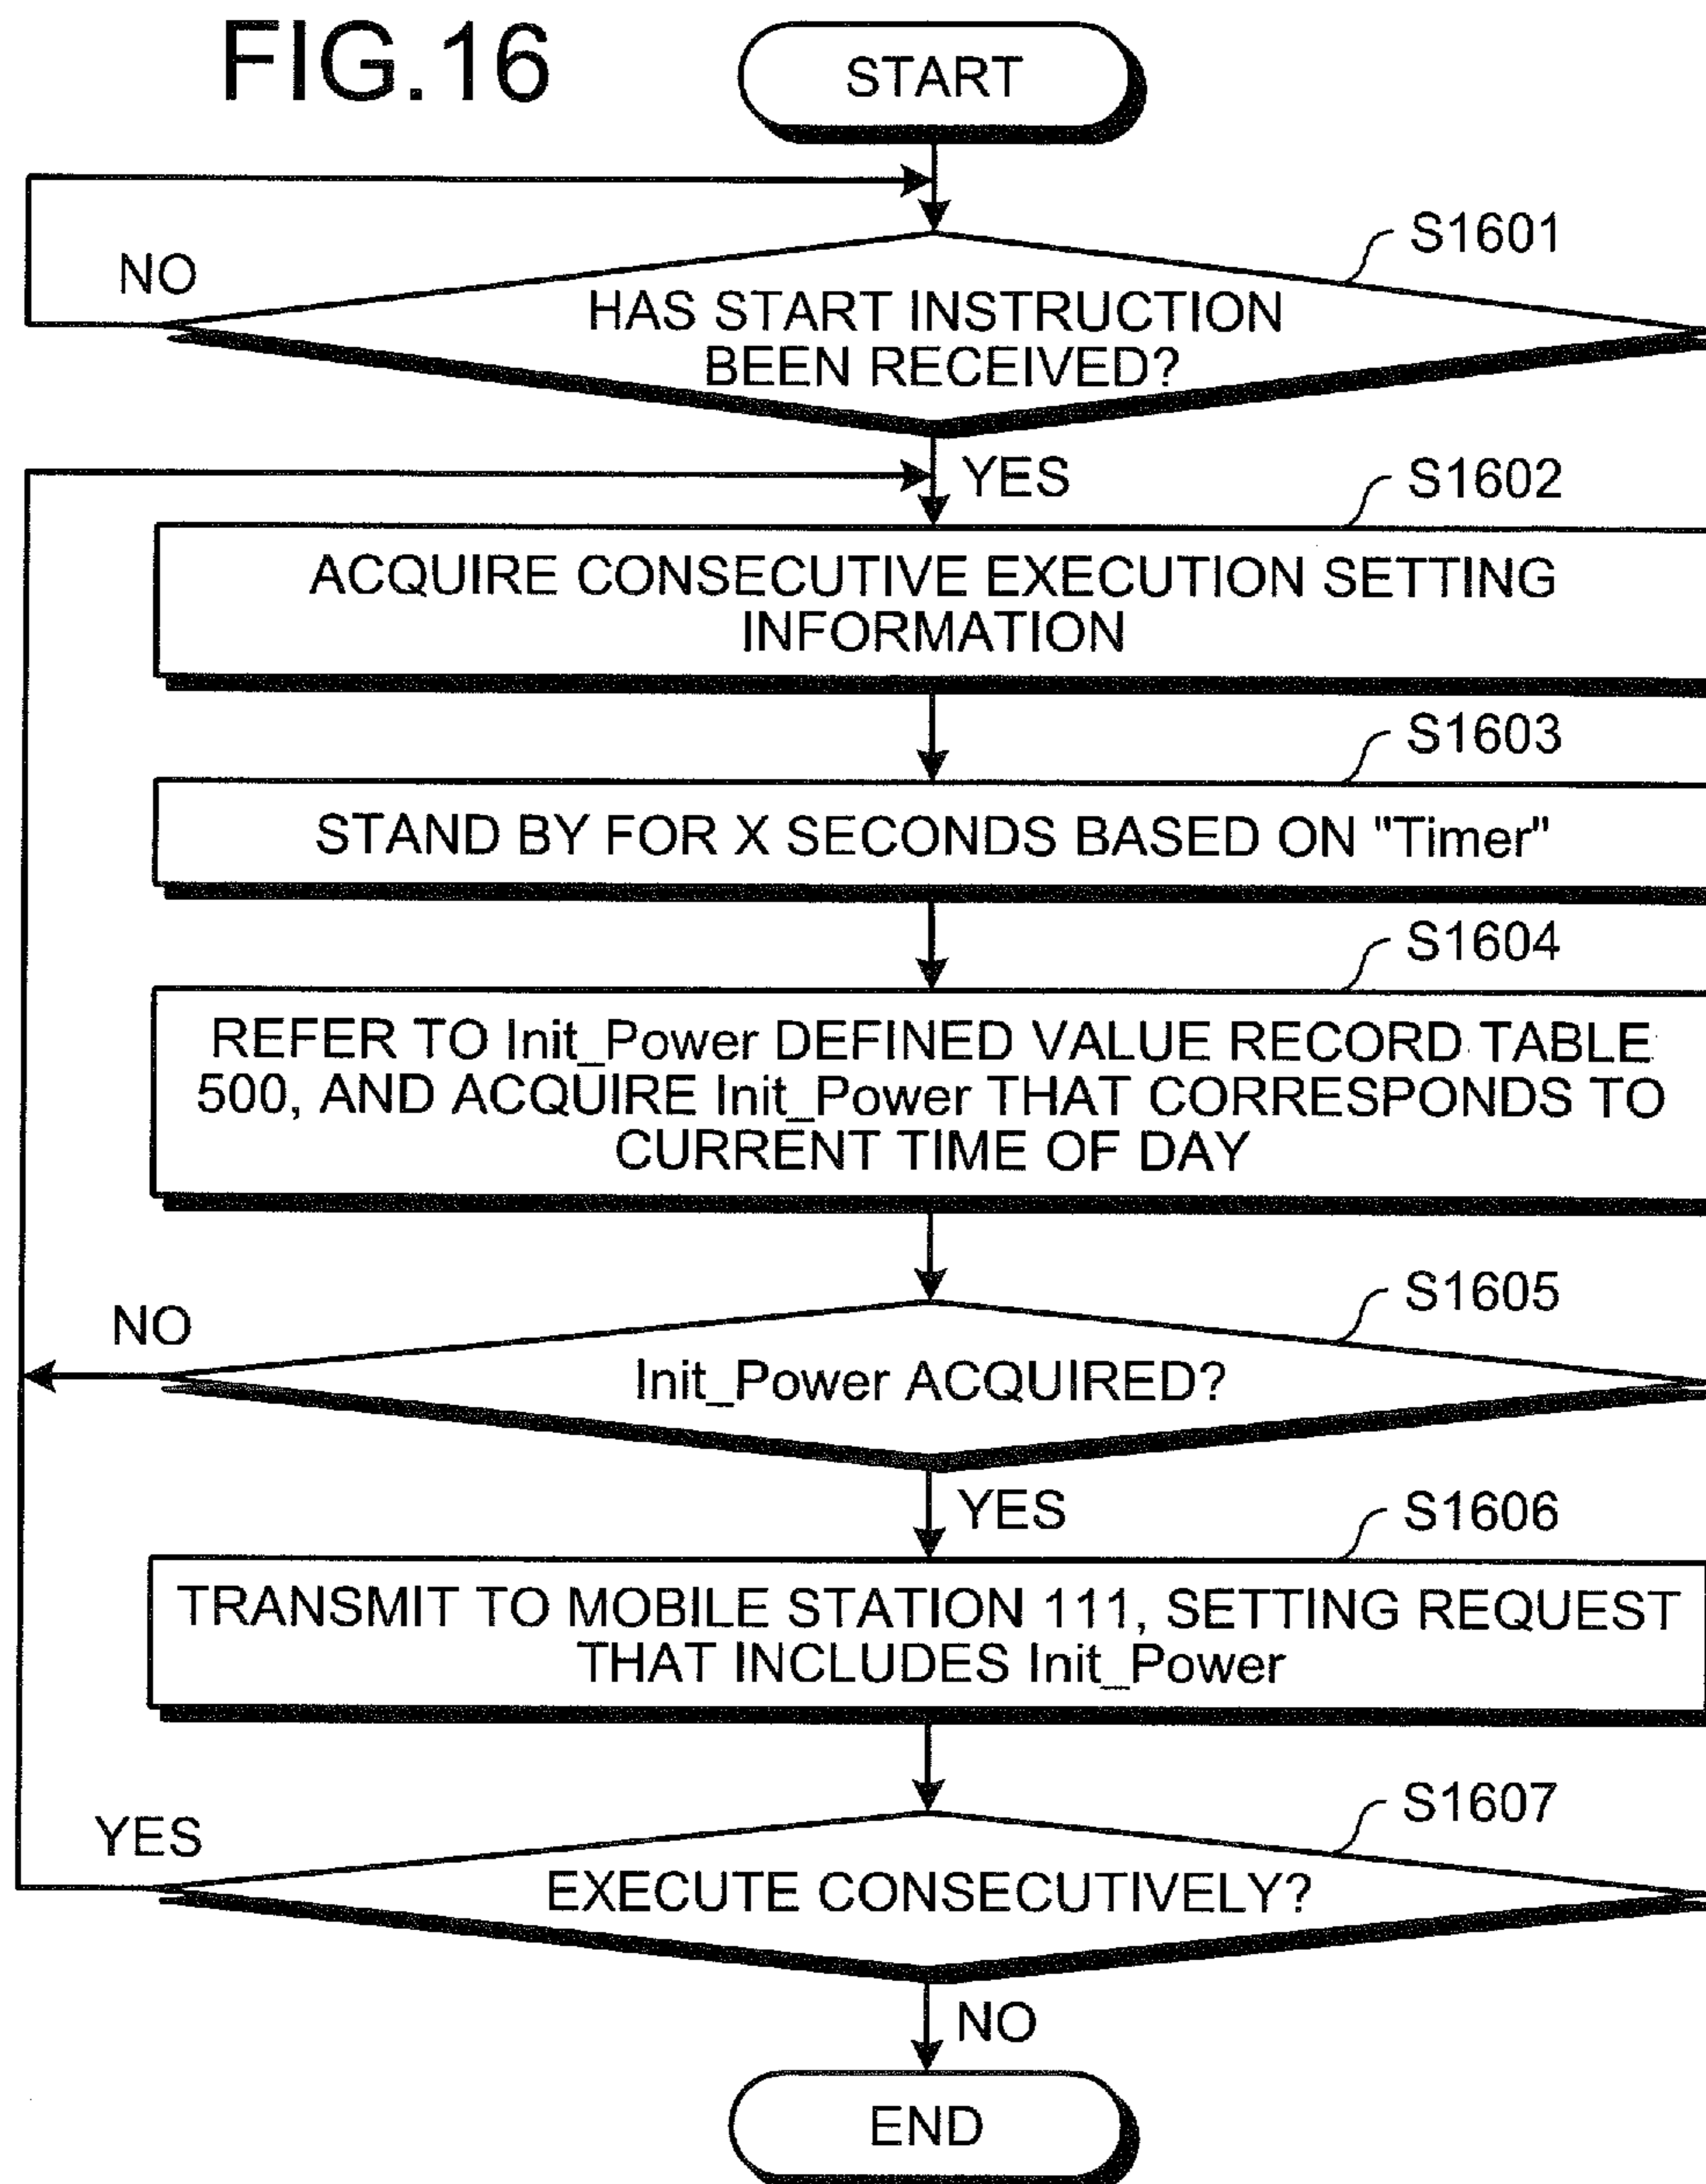 FIG.16
START
S1601
NO
HAS START INSTRUCTION
BEEN RECEIVED?
YES
S1602
ACQUIRE CONSECUTIVE EXECUTION SETTING
INFORMATION
S1603
STAND BY FOR X SECONDS BASED ON "Timer"
S1604
REFER TO Init_Power DEFINED VALUE RECORD TABLE
500, AND ACQUIRE Init_Power THAT CORRESPONDS TO
CURRENT TIME OF DAY
S1605
NO
Init_Power ACQUIRED?
YES
S1606
TRANSMIT TO MOBILE STATION 111, SETTING REQUEST
THAT INCLUDES Init_Power
S1607
YES
EXECUTE CONSECUTIVELY?
NO
END